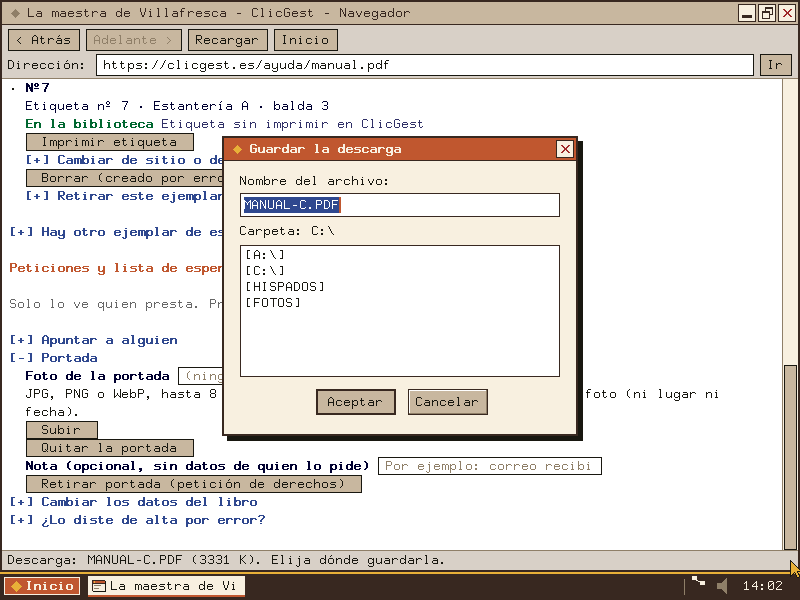 La maestra de Villafresca - ClicGest - Navegador
< Atrás Adelante > Recargar Inicio
Dirección: https://clicgest.es/ayuda/manual.pdf Ir
· Nº7
Etiqueta nº 7 · Estantería A · balda 3
En la biblioteca Etiqueta sin imprimir en ClicGest
Imprimir etiqueta
[+] Cambiar de sitio o de
Borrar (creado por erro
[+] Retirar este ejemplar
[+] Hay otro ejemplar de es
Peticiones y lista de esper
Solo lo ve quien presta. Pr
[+] Apuntar a alguien
[-] Portada
Foto de la portada (ning
JPG, PNG o WebP, hasta 8 foto (ni lugar ni
fecha).
Subir
Quitar la portada
Nota (opcional, sin datos de quien lo pide) Por ejemplo: correo recibi
Retirar portada (petición de derechos)
[+] Cambiar los datos del libro
[+] ¿Lo diste de alta por error?
Guardar la descarga
Nombre del archivo:
MANUAL-C.PDF
Carpeta: C:\
[A:\]
[C:\]
[HISPADOS]
[FOTOS]
Aceptar Cancelar
Descarga: MANUAL-C.PDF (3331 K). Elija dónde guardarla.
Inicio La maestra de Vi 14:02